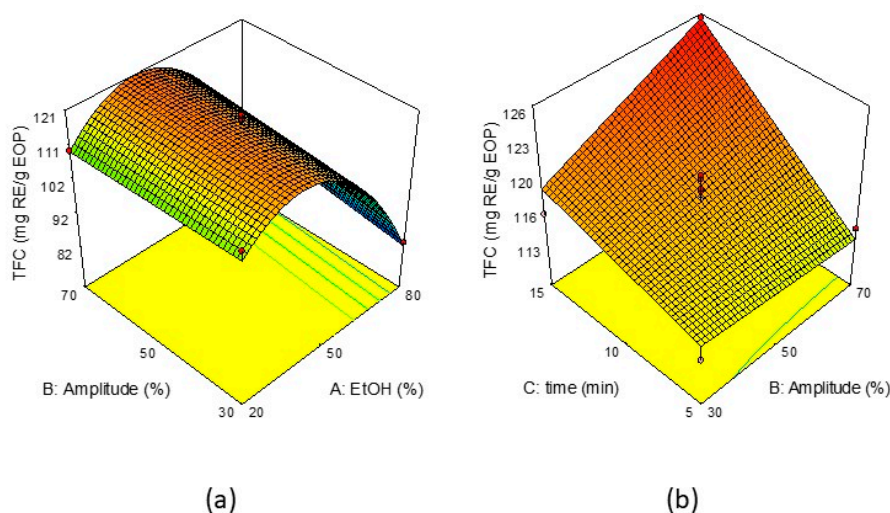 121
111
102
92
82
TFC (mg RE/g EOP)
70
50
30
B: Amplitude (%)
20
50
80
A: EtOH (%)
(a)
126
123
120
116
113
TFC (mg RE/g EOP)
15
10
5
C: time (min)
30
50
70
B: Amplitude (%)
(b)